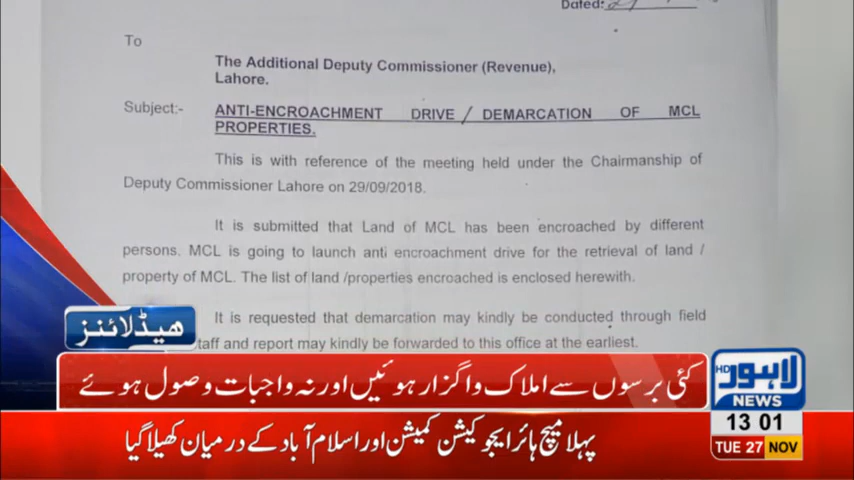 Dated:
To
The Additional Deputy Commissioner (Revenue),
Lahore.
Subject:- ANTI-ENCROACHMENT DRIVE / DEMARCATION OF MCL
PROPERTIES.
This is with reference of the meeting held under the Chairmanship of
Deputy Commissioner Lahore on 29/09/2018.
It is submitted that Land of MCL has been encroached by different
persons. MCL is going to launch anti encroachment drive for the retrieval of land /
property of MCL. The list of land /properties encroached is enclosed herewith.
It is requested that demarcation may kindly be conducted through field
and report may kindly be forwarded to this office at the earliest.
ھیڈلائنز
کئی برسوں سے املاک واگزار ہوئیں اور نہ واجبات وصول ہوئے
پہلا میچ ہائر ایجوکیشن کمیشن اور اسلام آباد کے درمیان کھیلا گیا
HD
لاہور
NEWS
13 01
TUE 27 NOV